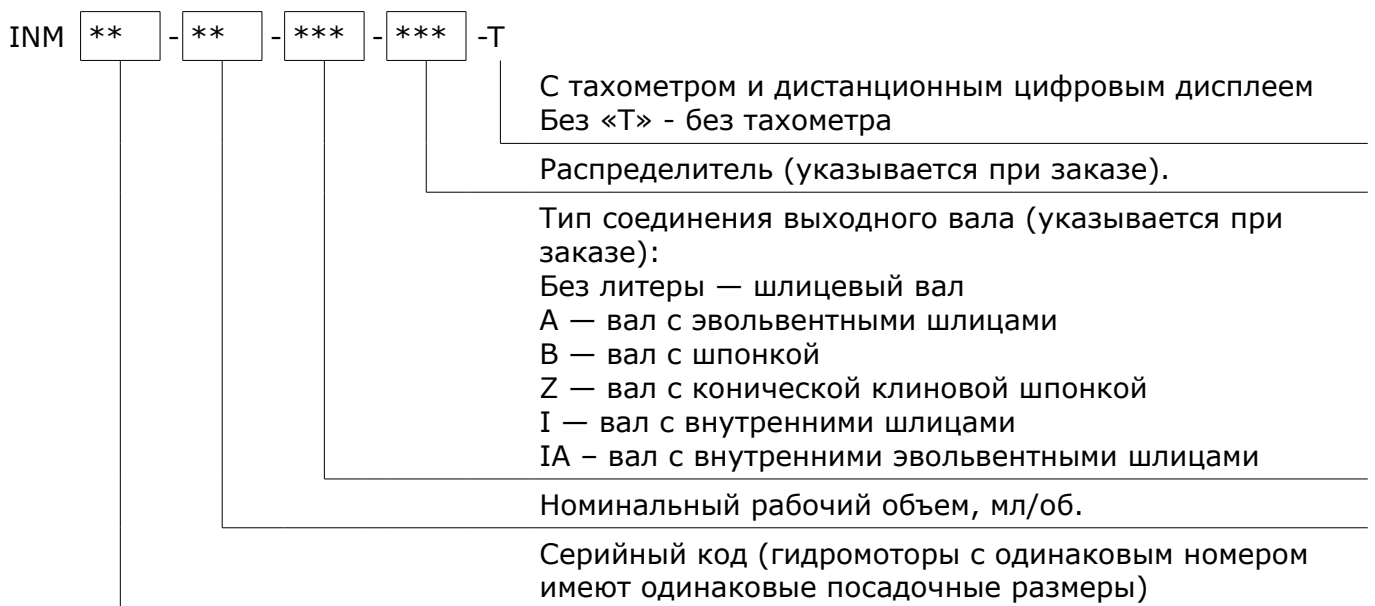 INM ** -** -*** -*** -T
С тахометром и дистанционным цифровым дисплеем
Без «Т» - без тахометра
Распределитель (указывается при заказе).
Тип соединения выходного вала (указывается при
заказе):
Без литеры — шлицевый вал
A — вал с эвольвентными шлицами
B — вал с шпонкой
Z — вал с конической клиновой шпонкой
I — вал с внутренними шлицами
IA – вал с внутренними эвольвентными шлицами
Номинальный рабочий объем, мл/об.
Серийный код (гидромоторы с одинаковым номером
имеют одинаковые посадочные размеры)